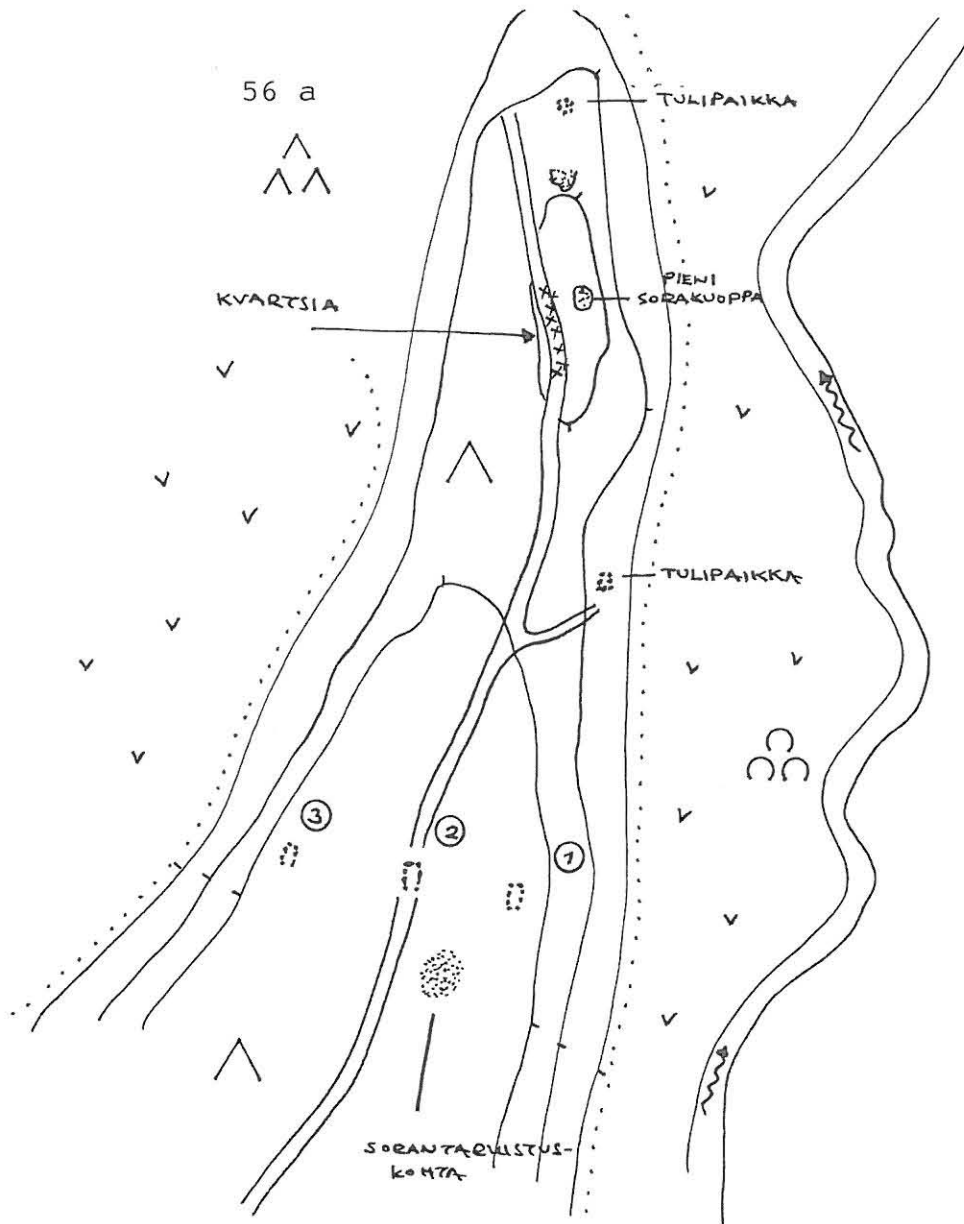 56 a
TULIPAIKKA
PIENI
SORAKUOPPA
KVARTSIA
TULIPAIKKA
3
2
1
SORANTARVISTUS-
KOHTA